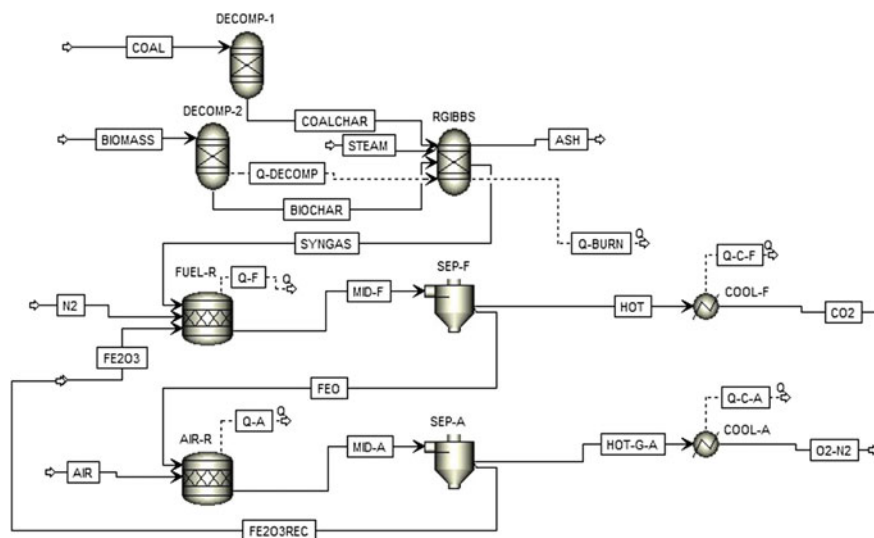 DECOMP-1
COAL
DECOMP-2
RGIBBS
COALCHAR
STEAM
ASH
BIOMASS
Q-DECOMP
BIOCHAR
SYNGAS
Q-BURN
Q
FUEL-R
Q-F
Q
SEP-F
Q-C-F
Q
N2
MID-F
HOT
COOL-F
CO2
FE2O3
FEO
AIR-R
Q-A
Q
SEP-A
Q-C-A
Q
MID-A
HOT-G-A
COOL-A
AIR
O2-N2
FE2O3REC